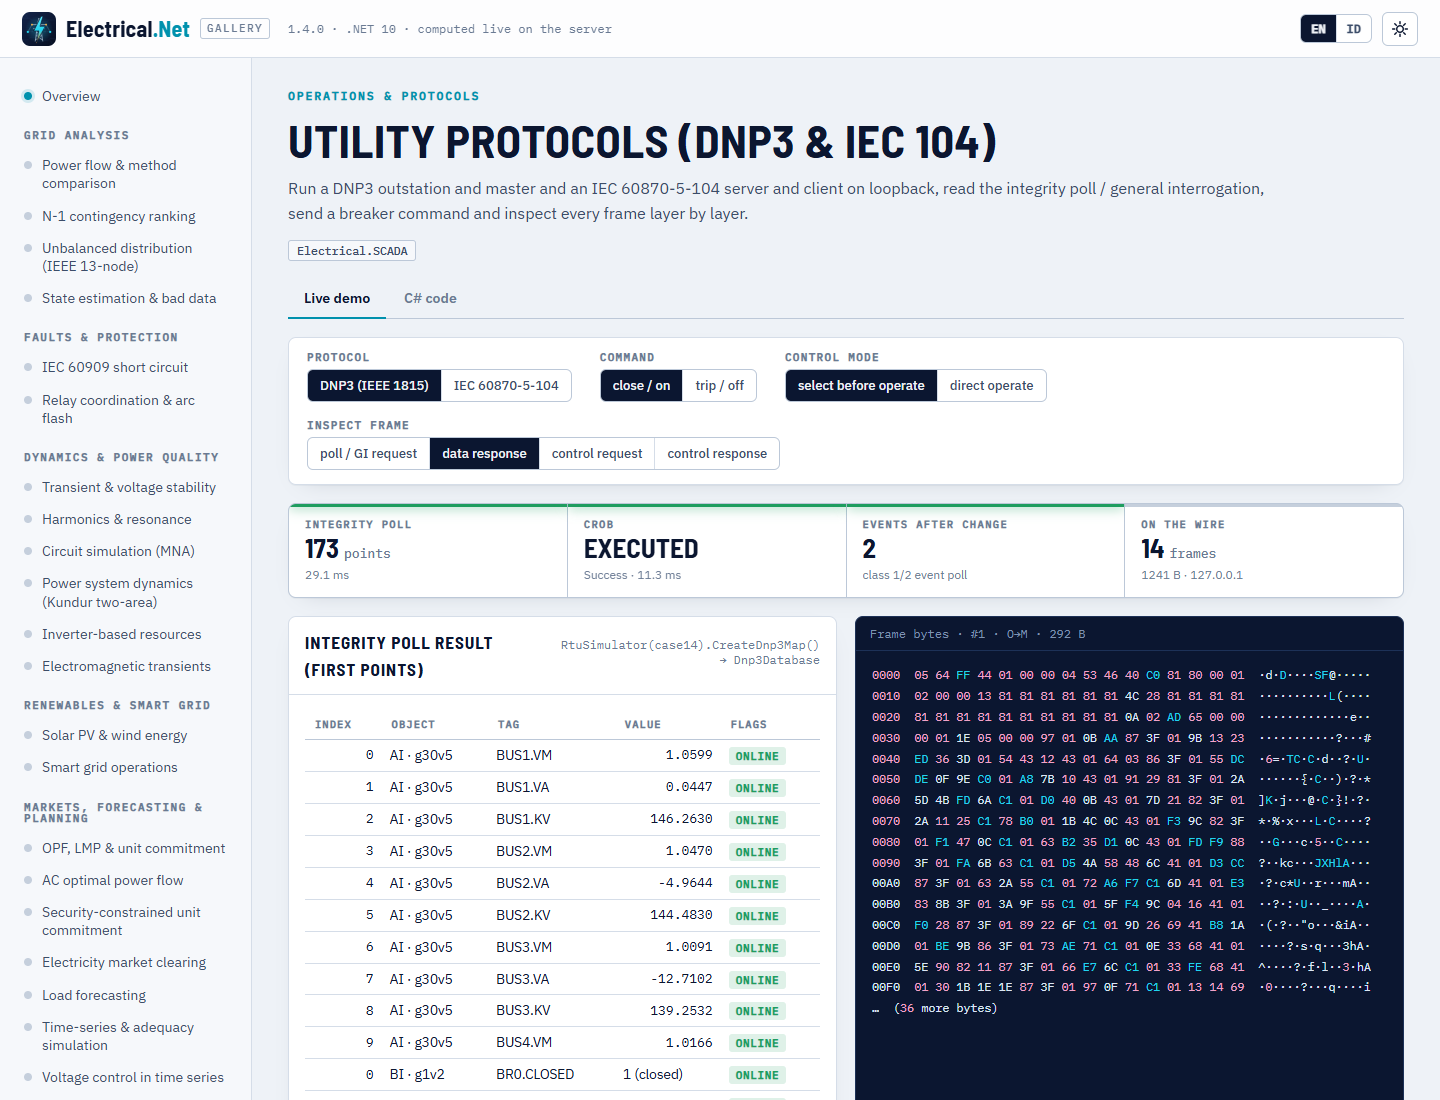 Electrical.Net GALLERY 1.4.0 · .NET 10 · computed live on the server EN ID
Overview
GRID ANALYSIS
Power flow & method
comparison
N-1 contingency ranking
Unbalanced distribution
(IEEE 13-node)
State estimation & bad data
FAULTS & PROTECTION
IEC 60909 short circuit
Relay coordination & arc
flash
DYNAMICS & POWER QUALITY
Transient & voltage stability
Harmonics & resonance
Circuit simulation (MNA)
Power system dynamics
(Kundur two-area)
Inverter-based resources
Electromagnetic transients
RENEWABLES & SMART GRID
Solar PV & wind energy
Smart grid operations
MARKETS, FORECASTING &
PLANNING
OPF, LMP & unit commitment
AC optimal power flow
Security-constrained unit
commitment
Electricity market clearing
Load forecasting
Time-series & adequacy
simulation
Voltage control in time series
OPERATIONS & PROTOCOLS
UTILITY PROTOCOLS (DNP3 & IEC 104)
Run a DNP3 outstation and master and an IEC 60870-5-104 server and client on loopback, read the integrity poll / general interrogation,
send a breaker command and inspect every frame layer by layer.
Electrical.SCADA
Live demo C# code
PROTOCOL COMMAND CONTROL MODE
DNP3 (IEEE 1815) IEC 60870-5-104 close / on trip / off select before operate direct operate
INSPECT FRAME
poll / GI request data response control request control response
INTEGRITY POLL CROB EVENTS AFTER CHANGE ON THE WIRE
173 points EXECUTED 2 14 frames
29.1 ms Success · 11.3 ms class 1/2 event poll 1241 B · 127.0.0.1
INTEGRITY POLL RESULT
(FIRST POINTS)
RtuSimulator(case14).CreateDnp3Map()
→ Dnp3Database
INDEX OBJECT TAG VALUE FLAGS
0 AI · g30v5 BUS1.VM 1.0599 ONLINE
1 AI · g30v5 BUS1.VA 0.0447 ONLINE
2 AI · g30v5 BUS1.KV 146.2630 ONLINE
3 AI · g30v5 BUS2.VM 1.0470 ONLINE
4 AI · g30v5 BUS2.VA -4.9644 ONLINE
5 AI · g30v5 BUS2.KV 144.4830 ONLINE
6 AI · g30v5 BUS3.VM 1.0091 ONLINE
7 AI · g30v5 BUS3.VA -12.7102 ONLINE
8 AI · g30v5 BUS3.KV 139.2532 ONLINE
9 AI · g30v5 BUS4.VM 1.0166 ONLINE
0 BI · g1v2 BR0.CLOSED 1 (closed) ONLINE
Frame bytes · #1 · O→M · 292 B
0000 05 64 FF 44 01 00 00 04 53 46 40 C0 81 80 00 01 ·d·D····SF@·····
0010 02 00 00 13 81 81 81 81 81 81 4C 28 81 81 81 81 ··········L(····
0020 81 81 81 81 81 81 81 81 81 0A 02 AD 65 00 00 ·············e··
0030 00 01 1E 05 00 00 97 01 0B AA 87 3F 01 9B 13 23 ···········?···#
0040 ED 36 3D 01 54 43 12 43 01 64 03 86 3F 01 55 DC ·6=·TC·C·d··?·U·
0050 DE 0F 9E C0 01 A8 7B 10 43 01 91 29 81 3F 01 2A ······{·C··)·?·*
0060 5D 4B FD 6A C1 01 D0 40 0B 43 01 7D 21 82 3F 01 ]K·j···@·C·}!·?·
0070 2A 11 25 C1 78 B0 01 1B 4C 0C 43 01 F3 9C 82 3F *·%·x···L·C····?
0080 01 F1 47 0C C1 01 63 B2 35 D1 0C 43 01 FD F9 88 ··G···c·5··C····
0090 3F 01 FA 6B 63 C1 01 D5 4A 58 48 6C 41 01 D3 CC ?··kc···JXHlA···
00A0 87 3F 01 63 2A 55 C1 01 72 A6 F7 C1 6D 41 01 E3 ·?·c*U··r···mA··
00B0 83 8B 3F 01 3A 9F 55 C1 01 5F F4 9C 04 16 41 01 ··?·:·U··_····A·
00C0 F0 28 87 3F 01 89 22 6F C1 01 9D 26 69 41 B8 1A ·(·?··"o···&iA··
00D0 01 BE 9B 86 3F 01 73 AE 71 C1 01 0E 33 68 41 01 ····?·s·q···3hA·
00E0 5E 90 82 11 87 3F 01 66 E7 6C C1 01 33 FE 68 41 ^····?·f·l··3·hA
00F0 01 30 1B 1E 1E 87 3F 01 97 0F 71 C1 01 13 14 69 ·0····?···q····i
… (36 more bytes)